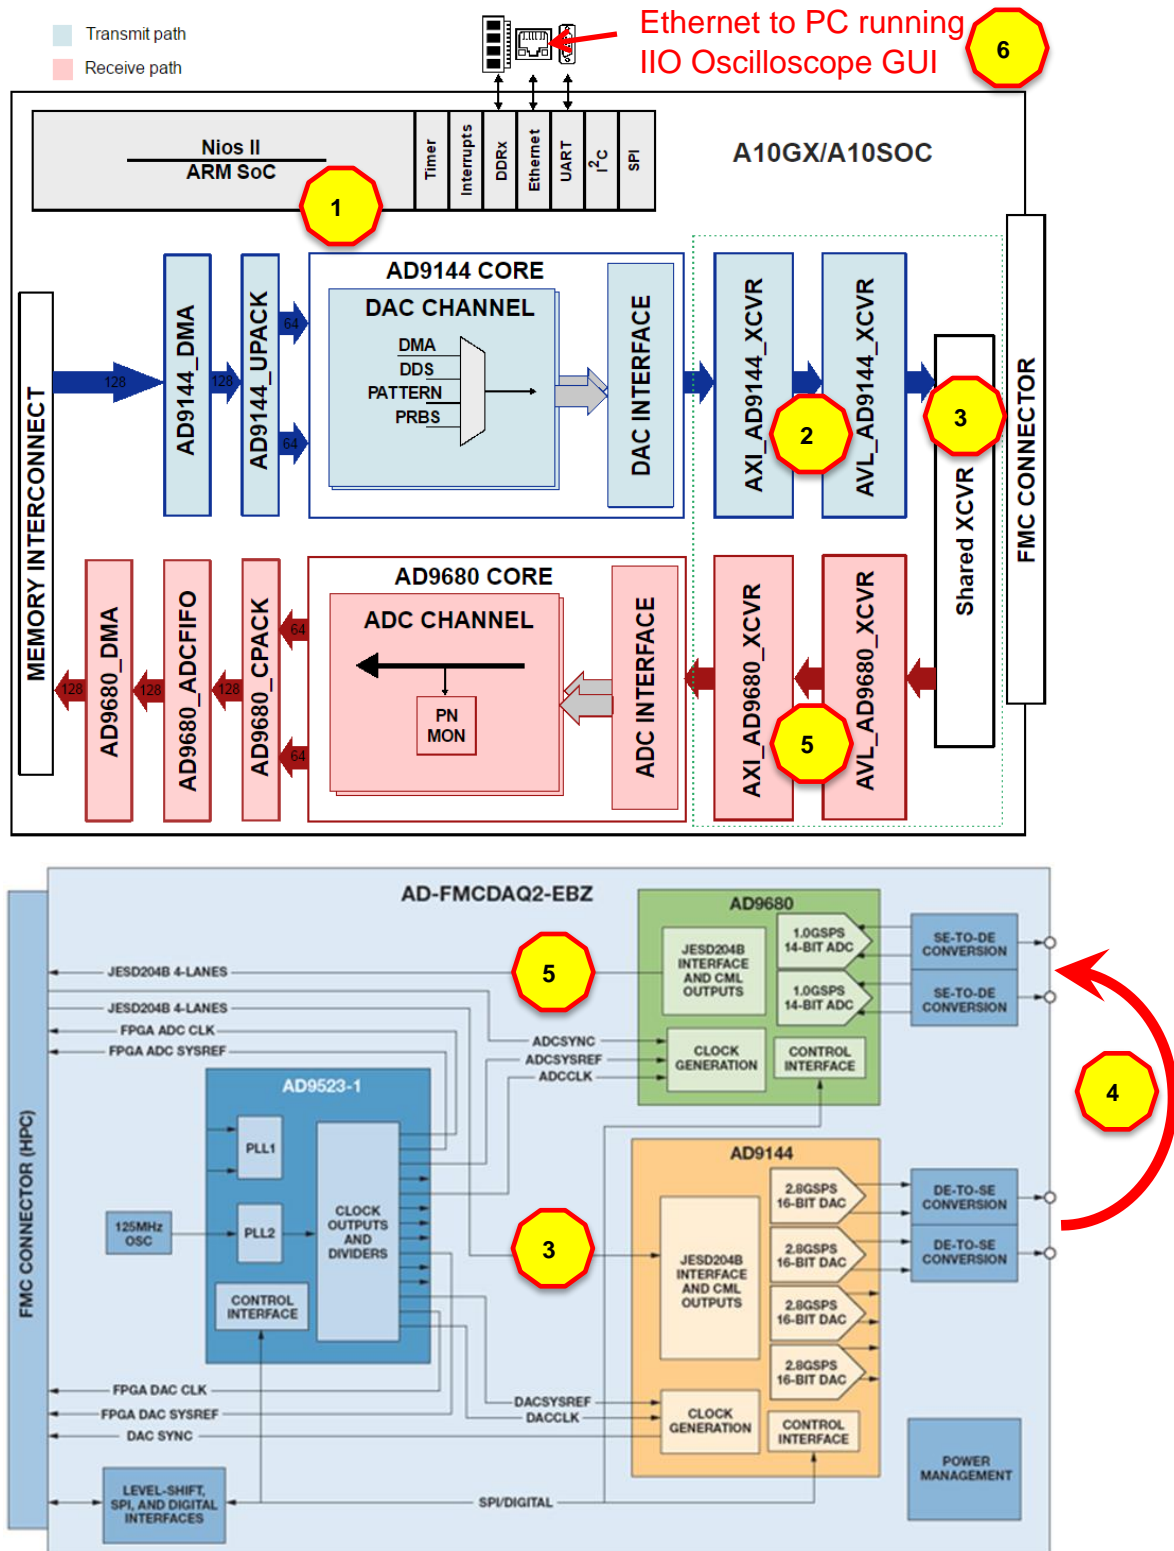 Transmit path
Receive path
Ethernet to PC running
IIO Oscilloscope GUI
6
Nios II
ARM SoC
Timer
Interrupts
DDRx
Ethernet
UART
I²C
SPI
A10GX/A10SOC
1
MEMORY INTERCONNECT
128
AD9144_DMA
128
AD9144_UPACK
64
64
AD9144 CORE
DAC CHANNEL
DMA
DDS
PATTERN
PRBS
DAC INTERFACE
AXI_AD9144_XCVR
2
AVL_AD9144_XCVR
3
Shared XCVR
FMC CONNECTOR
128
AD9680_DMA
128
AD9680_ADCFIFO
128
AD9680_CPACK
64
64
AD9680 CORE
ADC CHANNEL
PN
MON
ADC INTERFACE
AXI_AD9680_XCVR
5
AVL_AD9680_XCVR
AD-FMCDAQ2-EBZ
FMC CONNECTOR (HPC)
JESD204B 4-LANES
5
JESD204B 4-LANES
FPGA ADC CLK
FPGA ADC SYSREF
AD9680
JESD204B
INTERFACE
AND CML
OUTPUTS
1.0GSPS
14-BIT ADC
1.0GSPS
14-BIT ADC
SE-TO-DE
CONVERSION
SE-TO-DE
CONVERSION
ADCSYNC
ADCSYSREF
ADCCLK
CLOCK
GENERATION
CONTROL
INTERFACE
4
AD9523-1
PLL1
PLL2
125MHz
OSC
CLOCK
OUTPUTS
AND
DIVIDERS
CONTROL
INTERFACE
3
AD9144
JESD204B
INTERFACE
AND CML
OUTPUTS
2.8GSPS
16-BIT DAC
2.8GSPS
16-BIT DAC
2.8GSPS
16-BIT DAC
2.8GSPS
16-BIT DAC
DE-TO-SE
CONVERSION
DE-TO-SE
CONVERSION
FPGA DAC CLK
FPGA DAC SYSREF
DAC SYNC
DACSYSREF
DACCLK
CLOCK
GENERATION
CONTROL
INTERFACE
LEVEL-SHIFT,
SPI, AND DIGITAL
INTERFACES
SPI/DIGITAL
POWER
MANAGEMENT